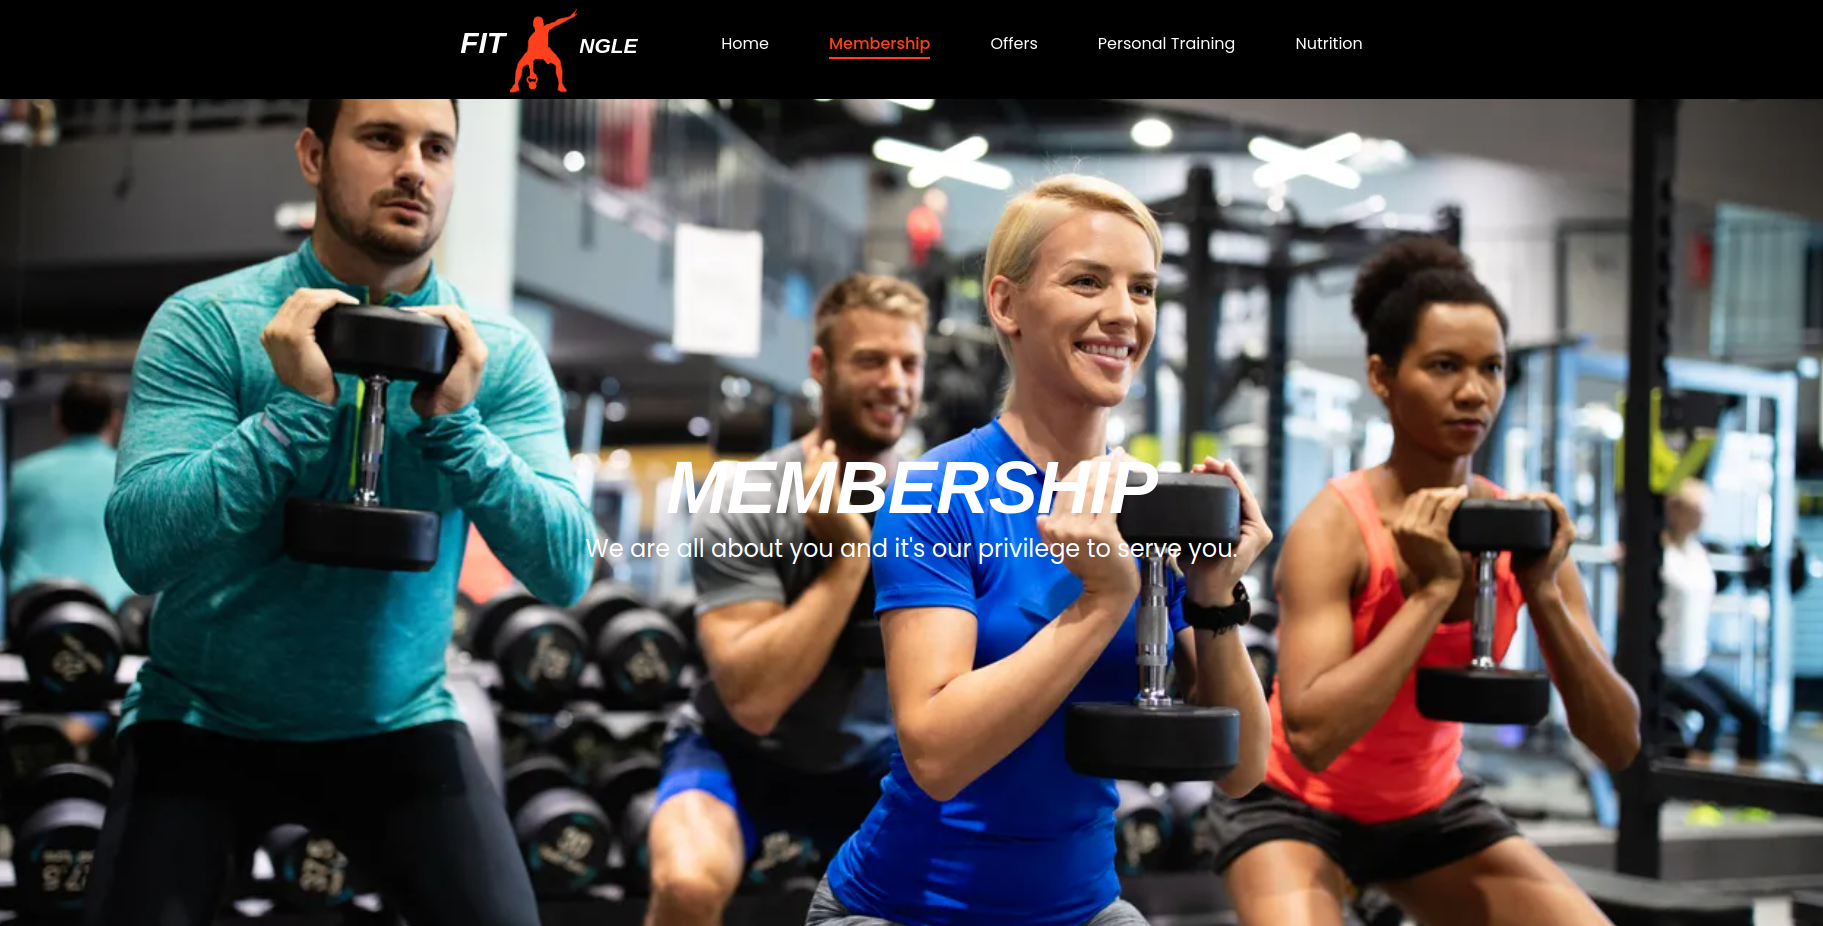 FIT NGLE
Home Membership Offers Personal Training Nutrition
MEMBERSHIP
We are all about you and it's our privilege to serve you.